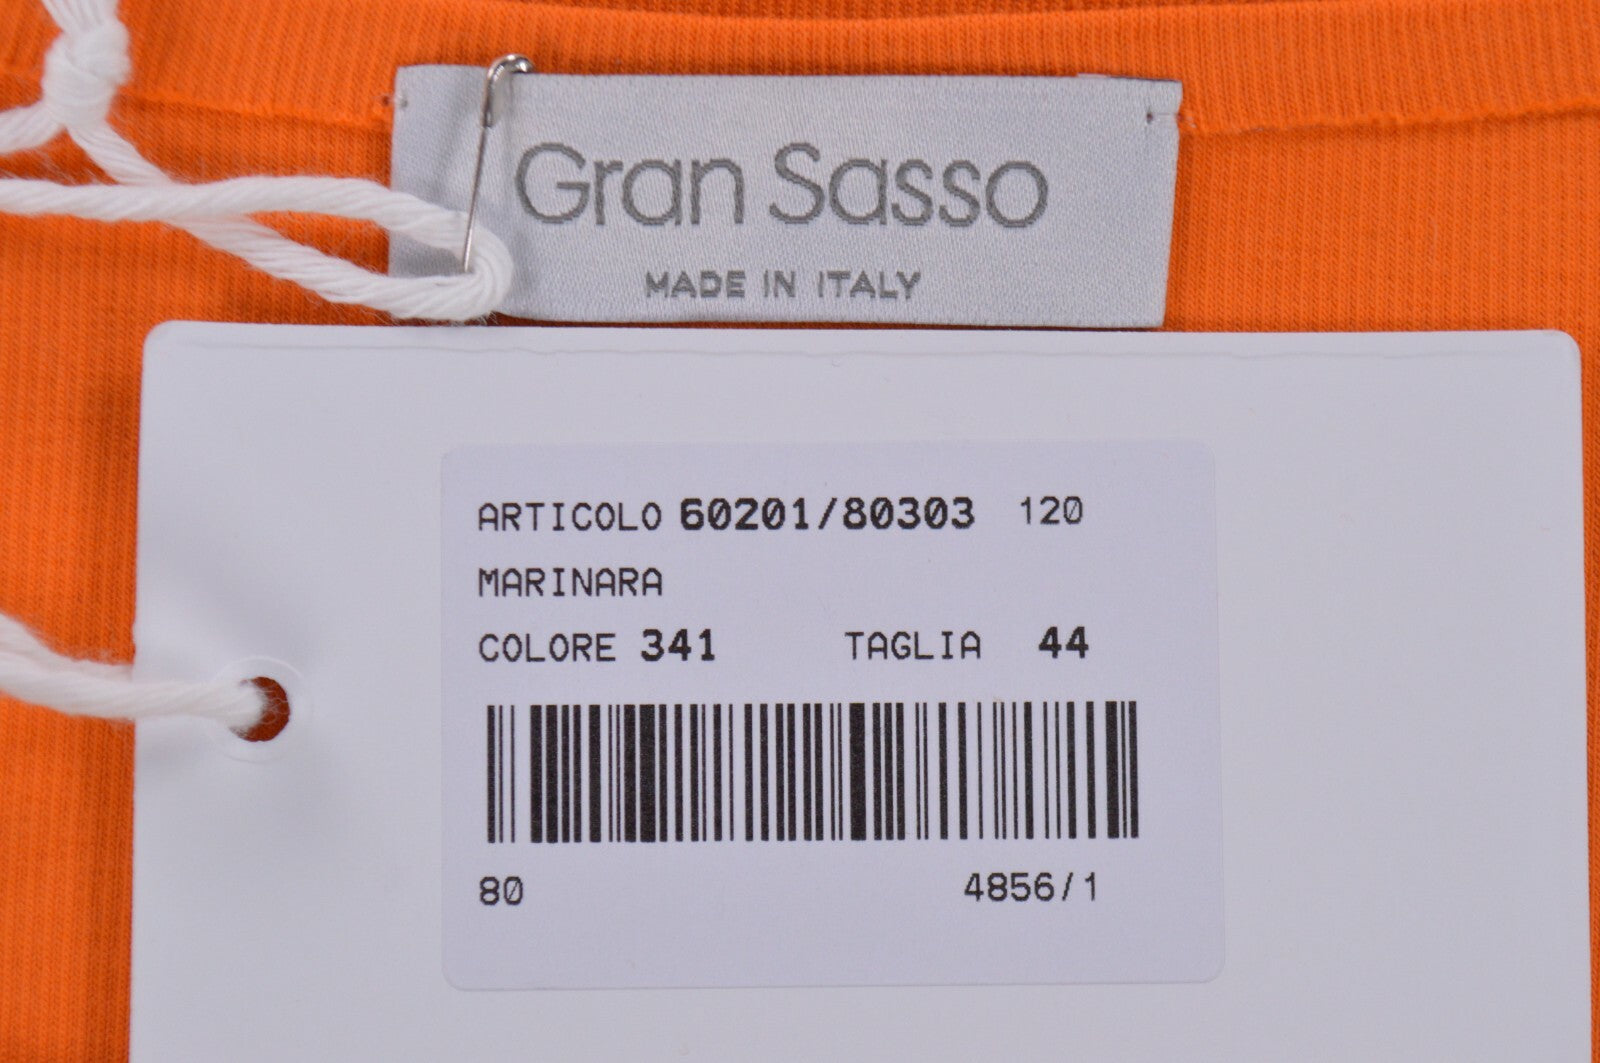 Gran Sasso
MADE IN ITALY
ARTICOLO 60201/80303 120
MARINARA
COLORE 341 TAGLIA 44
80 4856/1